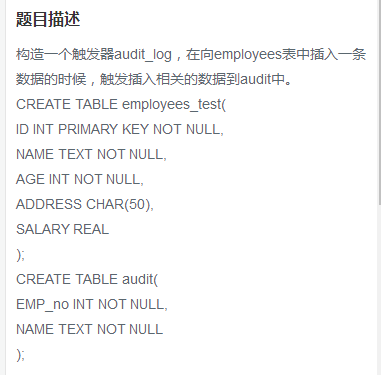 题目描述
构造一个触发器audit_log，在向employees表中插入一条
数据的时候，触发插入相关的数据到audit中。
CREATE TABLE employees_test(
ID INT PRIMARY KEY NOT NULL,
NAME TEXT NOT NULL,
AGE INT NOT NULL,
ADDRESS CHAR(50),
SALARY REAL
);
CREATE TABLE audit(
EMP_no INT NOT NULL,
NAME TEXT NOT NULL
);